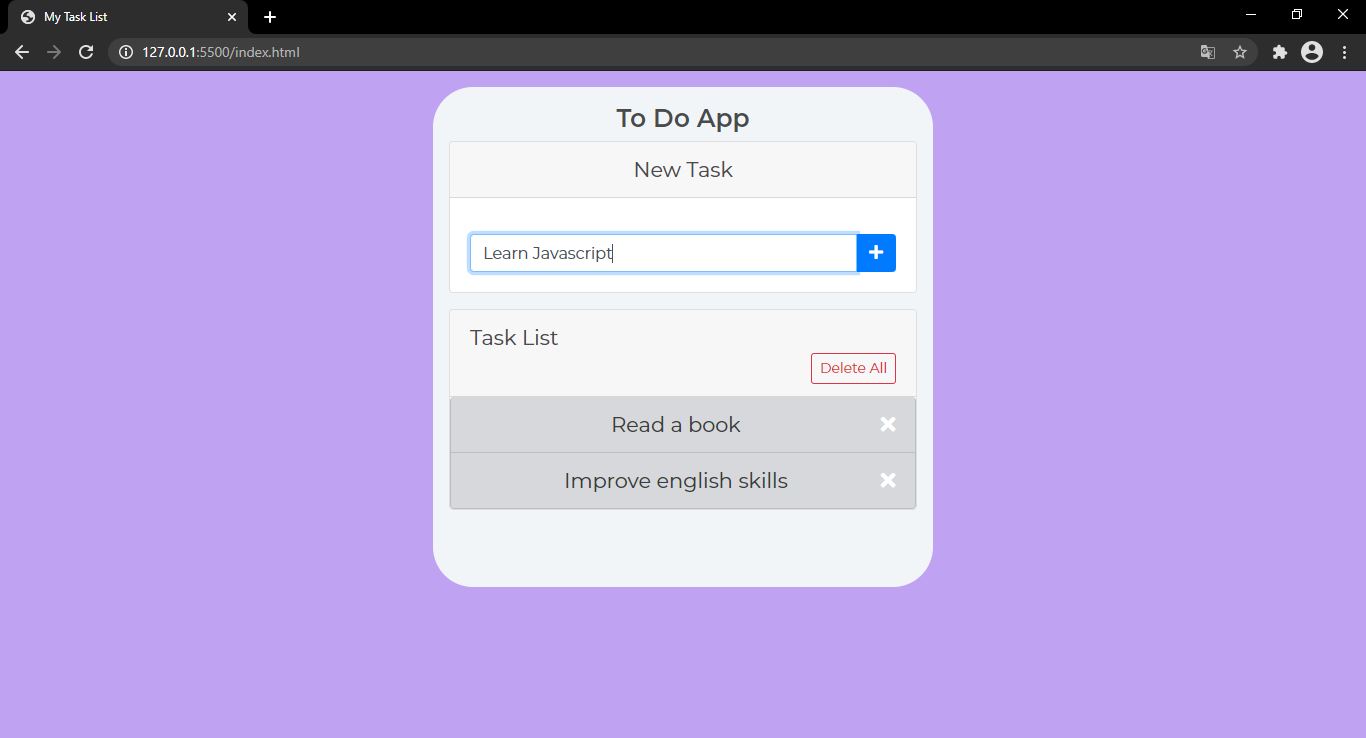 My Task List
127.0.0.1:5500/index.html
To Do App
New Task
Learn Javascript
Task List
Delete All
Read a book
Improve english skills